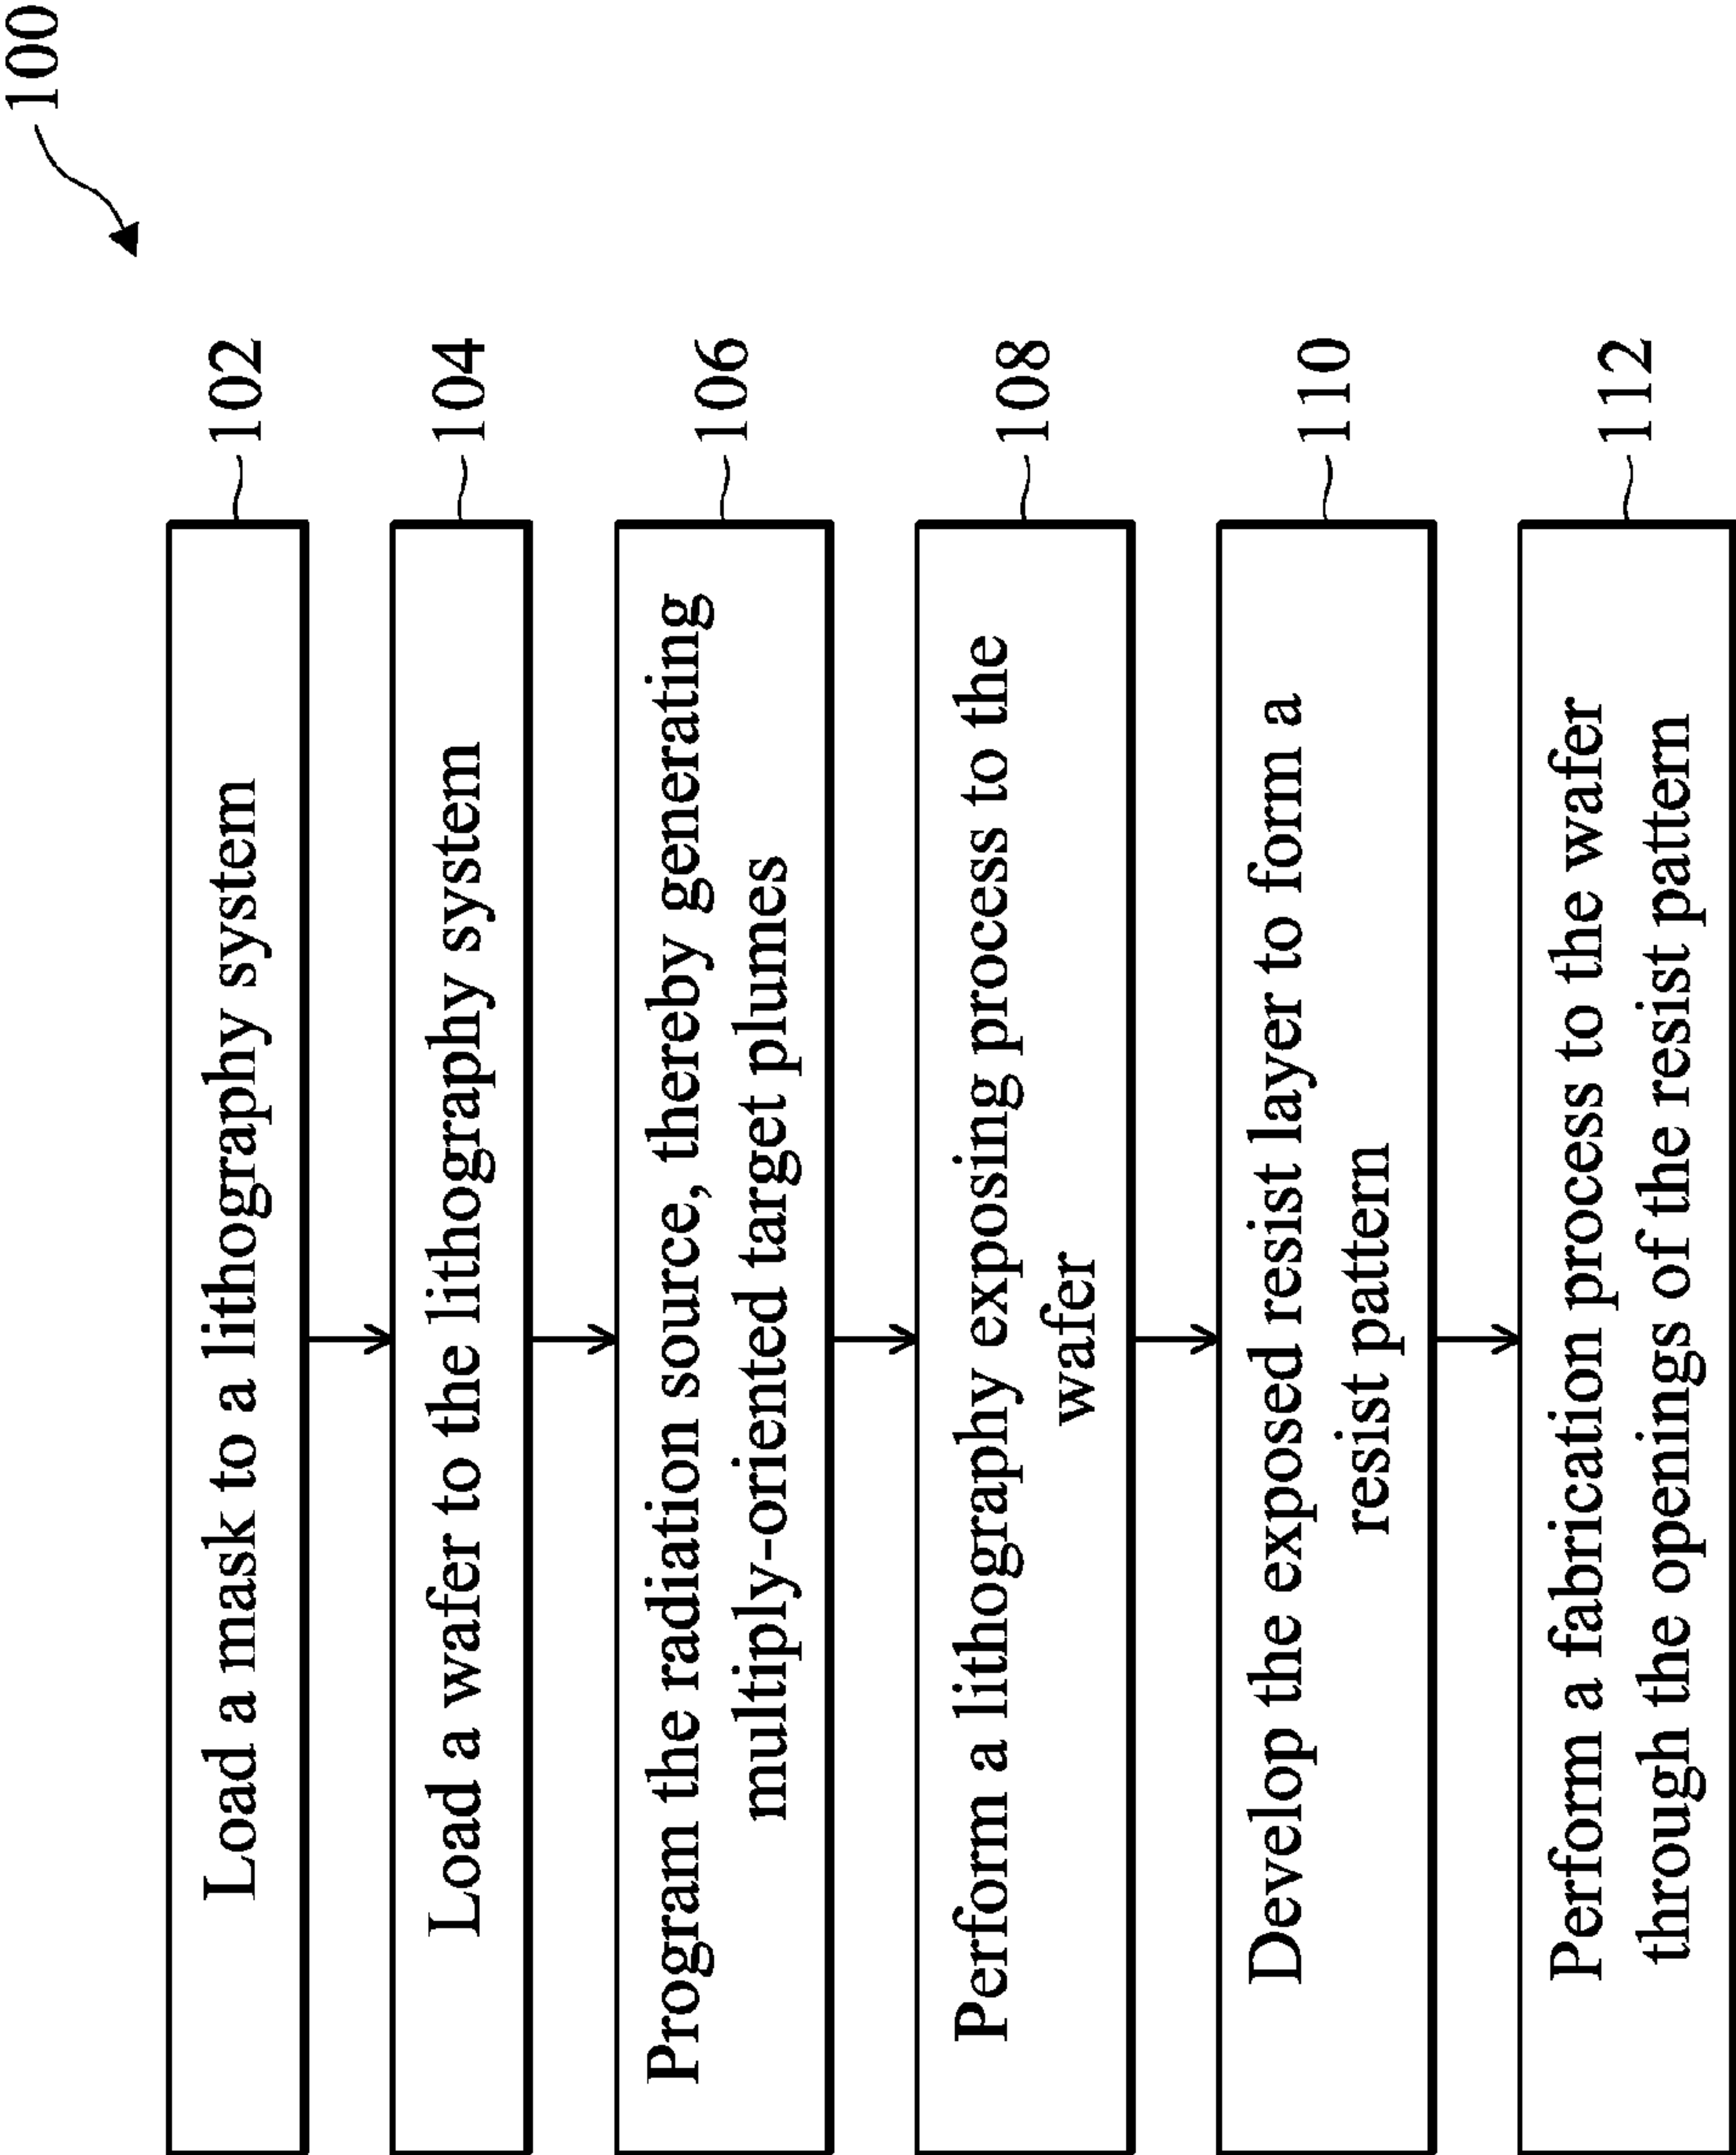 100
Load a mask to a lithography system
102
Load a wafer to the lithography system
104
Program the radiation source, thereby generating
multiply-oriented target plumes
106
Perform a lithography exposing process to the
wafer
108
Develop the exposed resist layer to form a
resist pattern
110
Perform a fabrication process to the wafer
through the openings of the resist pattern
112